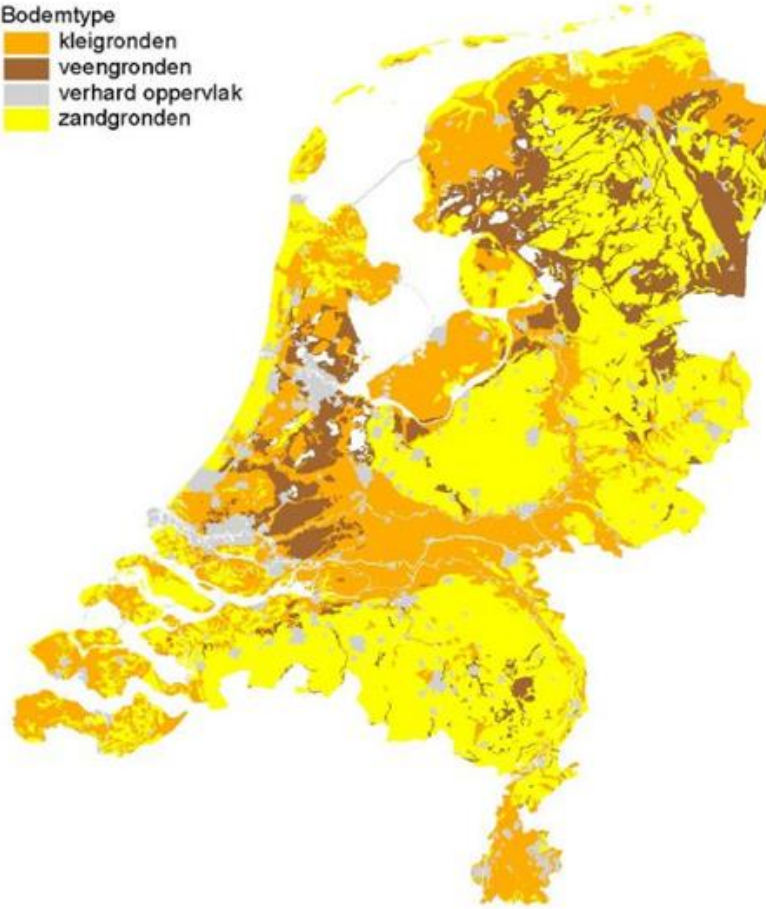 Bodemtype
kleigronden
veengronden
verhard oppervlak
zandgronden